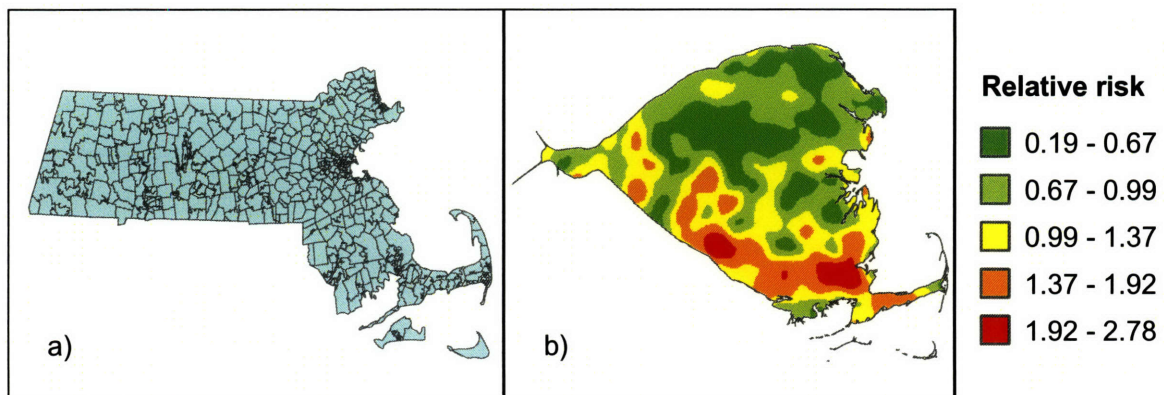 a)
b)
Relative risk
0.19 - 0.67
0.67 - 0.99
0.99 - 1.37
1.37 - 1.92
1.92 - 2.78